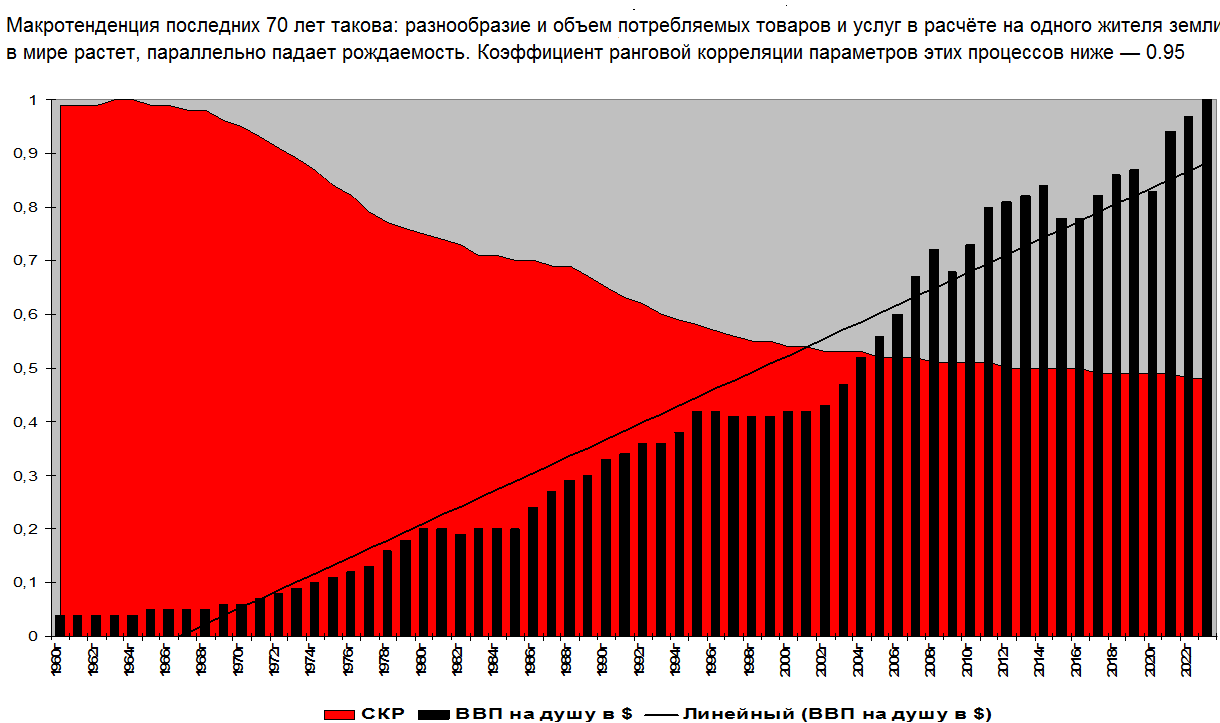 Макротенденция последних 70 лет такова: разнообразие и объем потребляемых товаров и услуг в расчёте на одного жителя земли
в мире растет, параллельно падает рождаемость. Коэффициент ранговой корреляции параметров этих процессов ниже — 0.95
1
0,9
0,8
0,7
0,6
0,5
0,4
0,3
0,2
0,1
0
1960г 1962г 1964г 1966г 1968г 1970г 1972г 1974г 1976г 1978г 1980г 1982г 1984г 1986г 1988г 1990г 1992г 1994г 1996г 1998г 2000г 2002г 2004г 2006г 2008г 2010г 2012г 2014г 2016г 2018г 2020г 2022г
СКР ВВП на душу в $ Линейный (ВВП на душу в $)